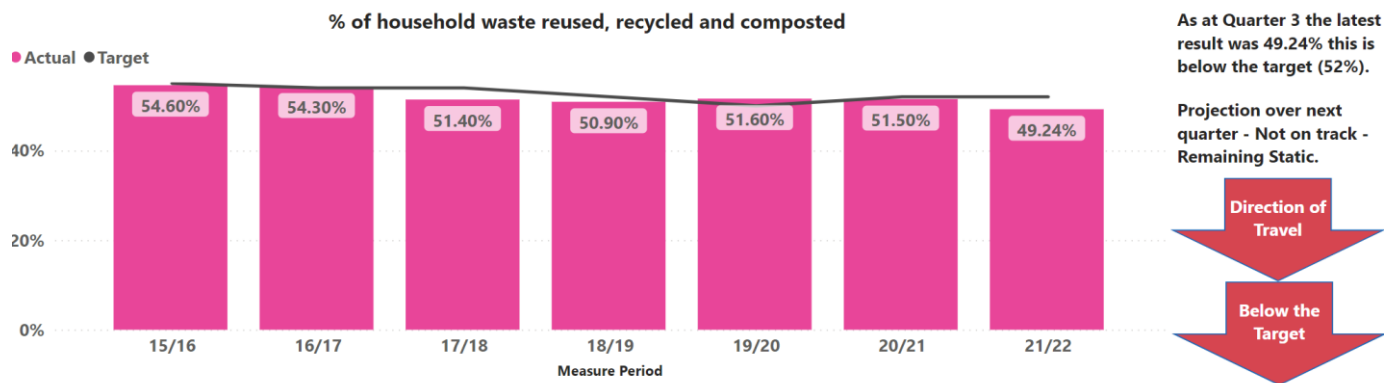 % of household waste reused, recycled and composted
Actual Target
54.60%
54.30%
51.40%
50.90%
51.60%
51.50%
49.24%
40%
20%
0%
15/16 16/17 17/18 18/19 19/20 20/21 21/22
Measure Period
As at Quarter 3 the latest
result was 49.24% this is
below the target (52%).
Projection over next
quarter - Not on track -
Remaining Static.
Direction of
Travel
Below the
Target